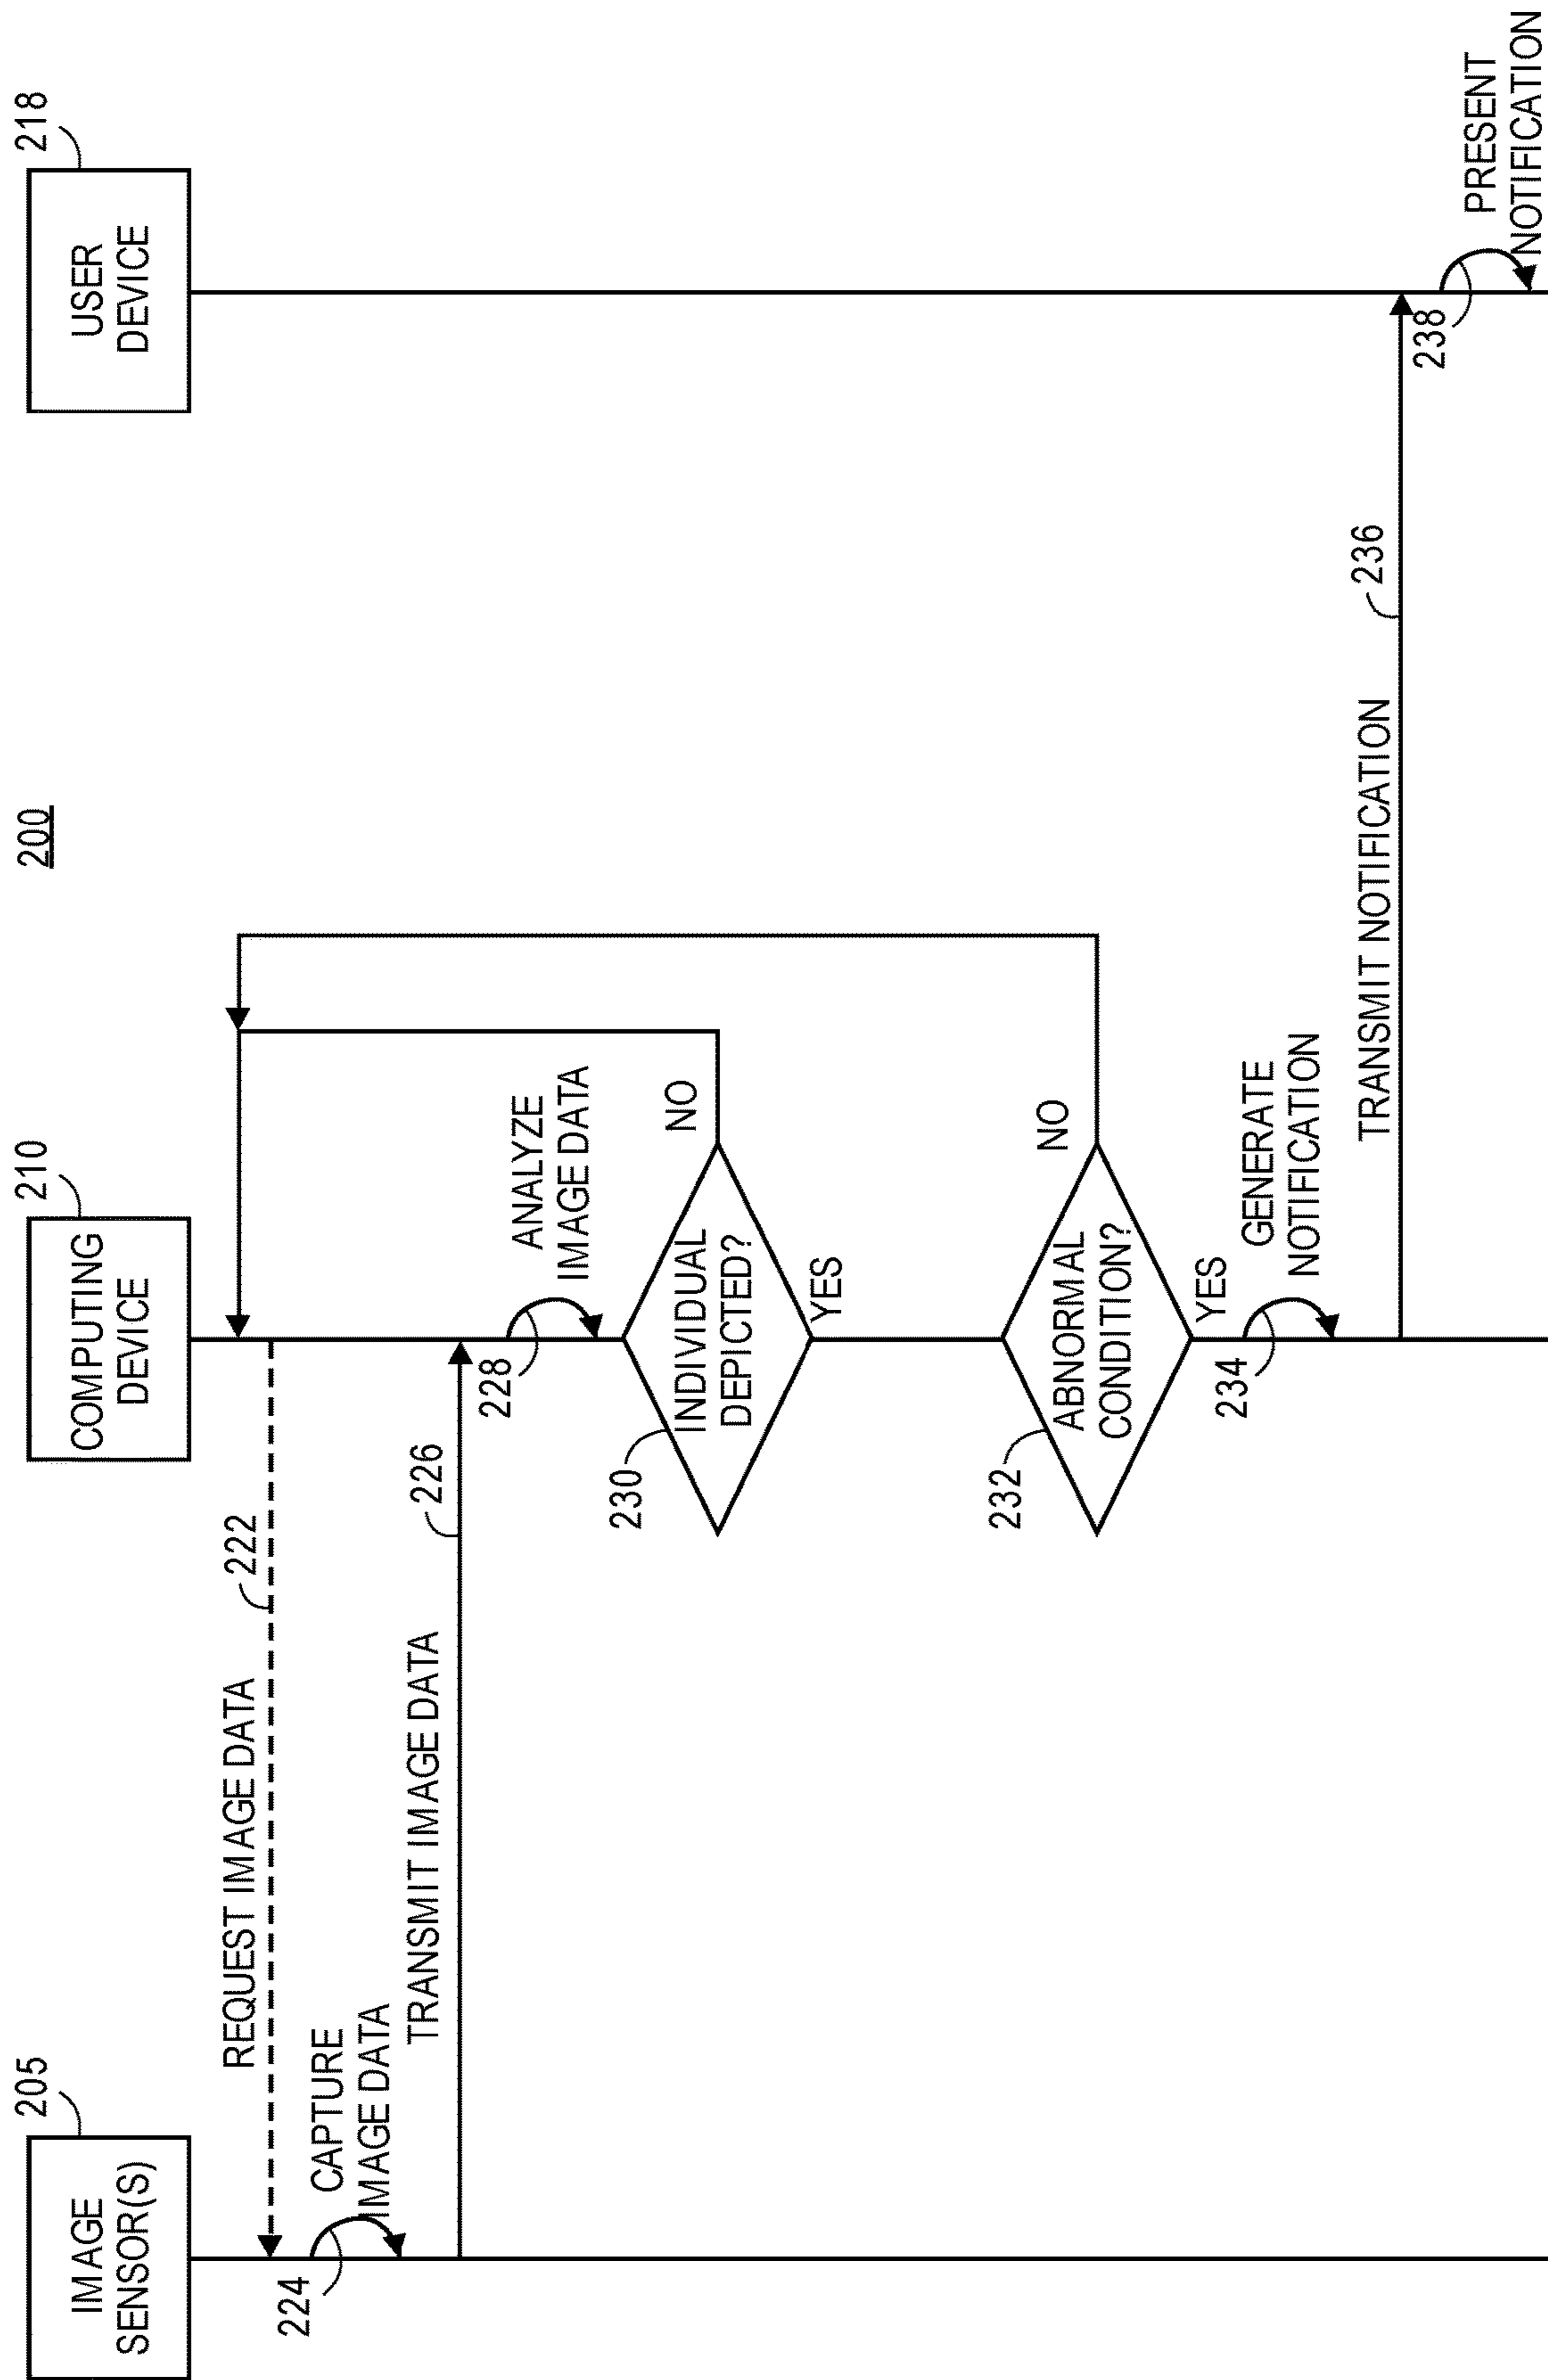 200
205
IMAGE
SENSOR(S)
210
COMPUTING
DEVICE
218
USER
DEVICE
REQUEST IMAGE DATA
222
CAPTURE
IMAGE DATA
224
TRANSMIT IMAGE DATA
226
ANALYZE
IMAGE DATA
228
INDIVIDUAL
DEPICTED?
230
NO
YES
ABNORMAL
CONDITION?
232
NO
YES
GENERATE
NOTIFICATION
234
TRANSMIT NOTIFICATION
236
PRESENT
NOTIFICATION
238